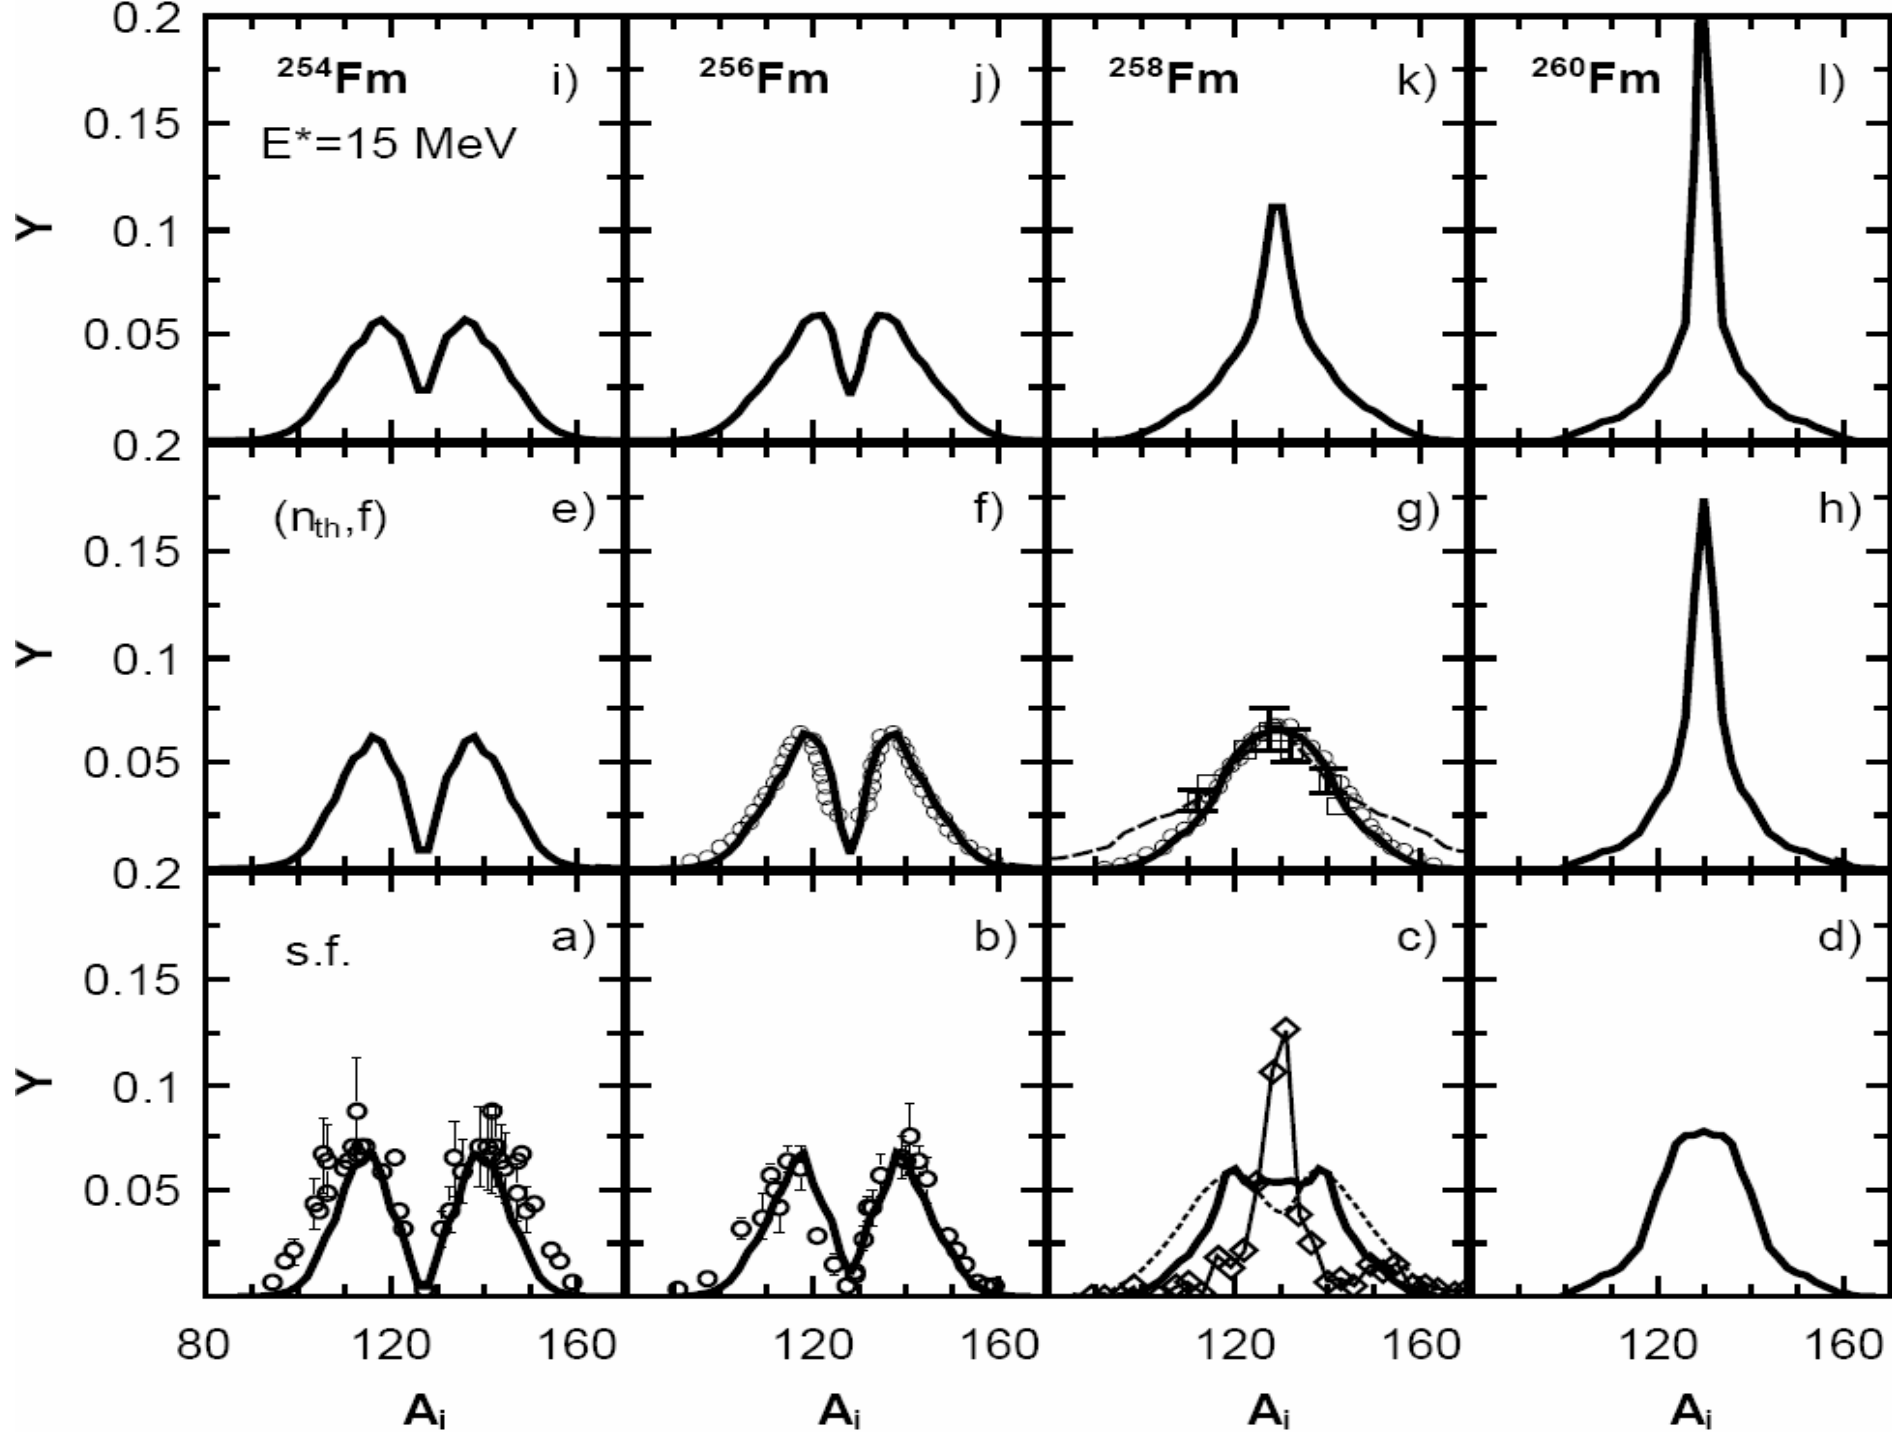 0.2 ²⁵⁴Fm i) ²⁵⁶Fm j) ²⁵⁸Fm k) ²⁶⁰Fm l)
0.15 E*=15 MeV
Y 0.1
0.05
0.2
(nth,f) e) f) g) h)
0.15
Y 0.1
0.05
0.2
s.f. a) b) c) d)
0.15
Y 0.1
0.05
80 120 160 120 160 120 160 120 160
Ai Ai Ai Ai